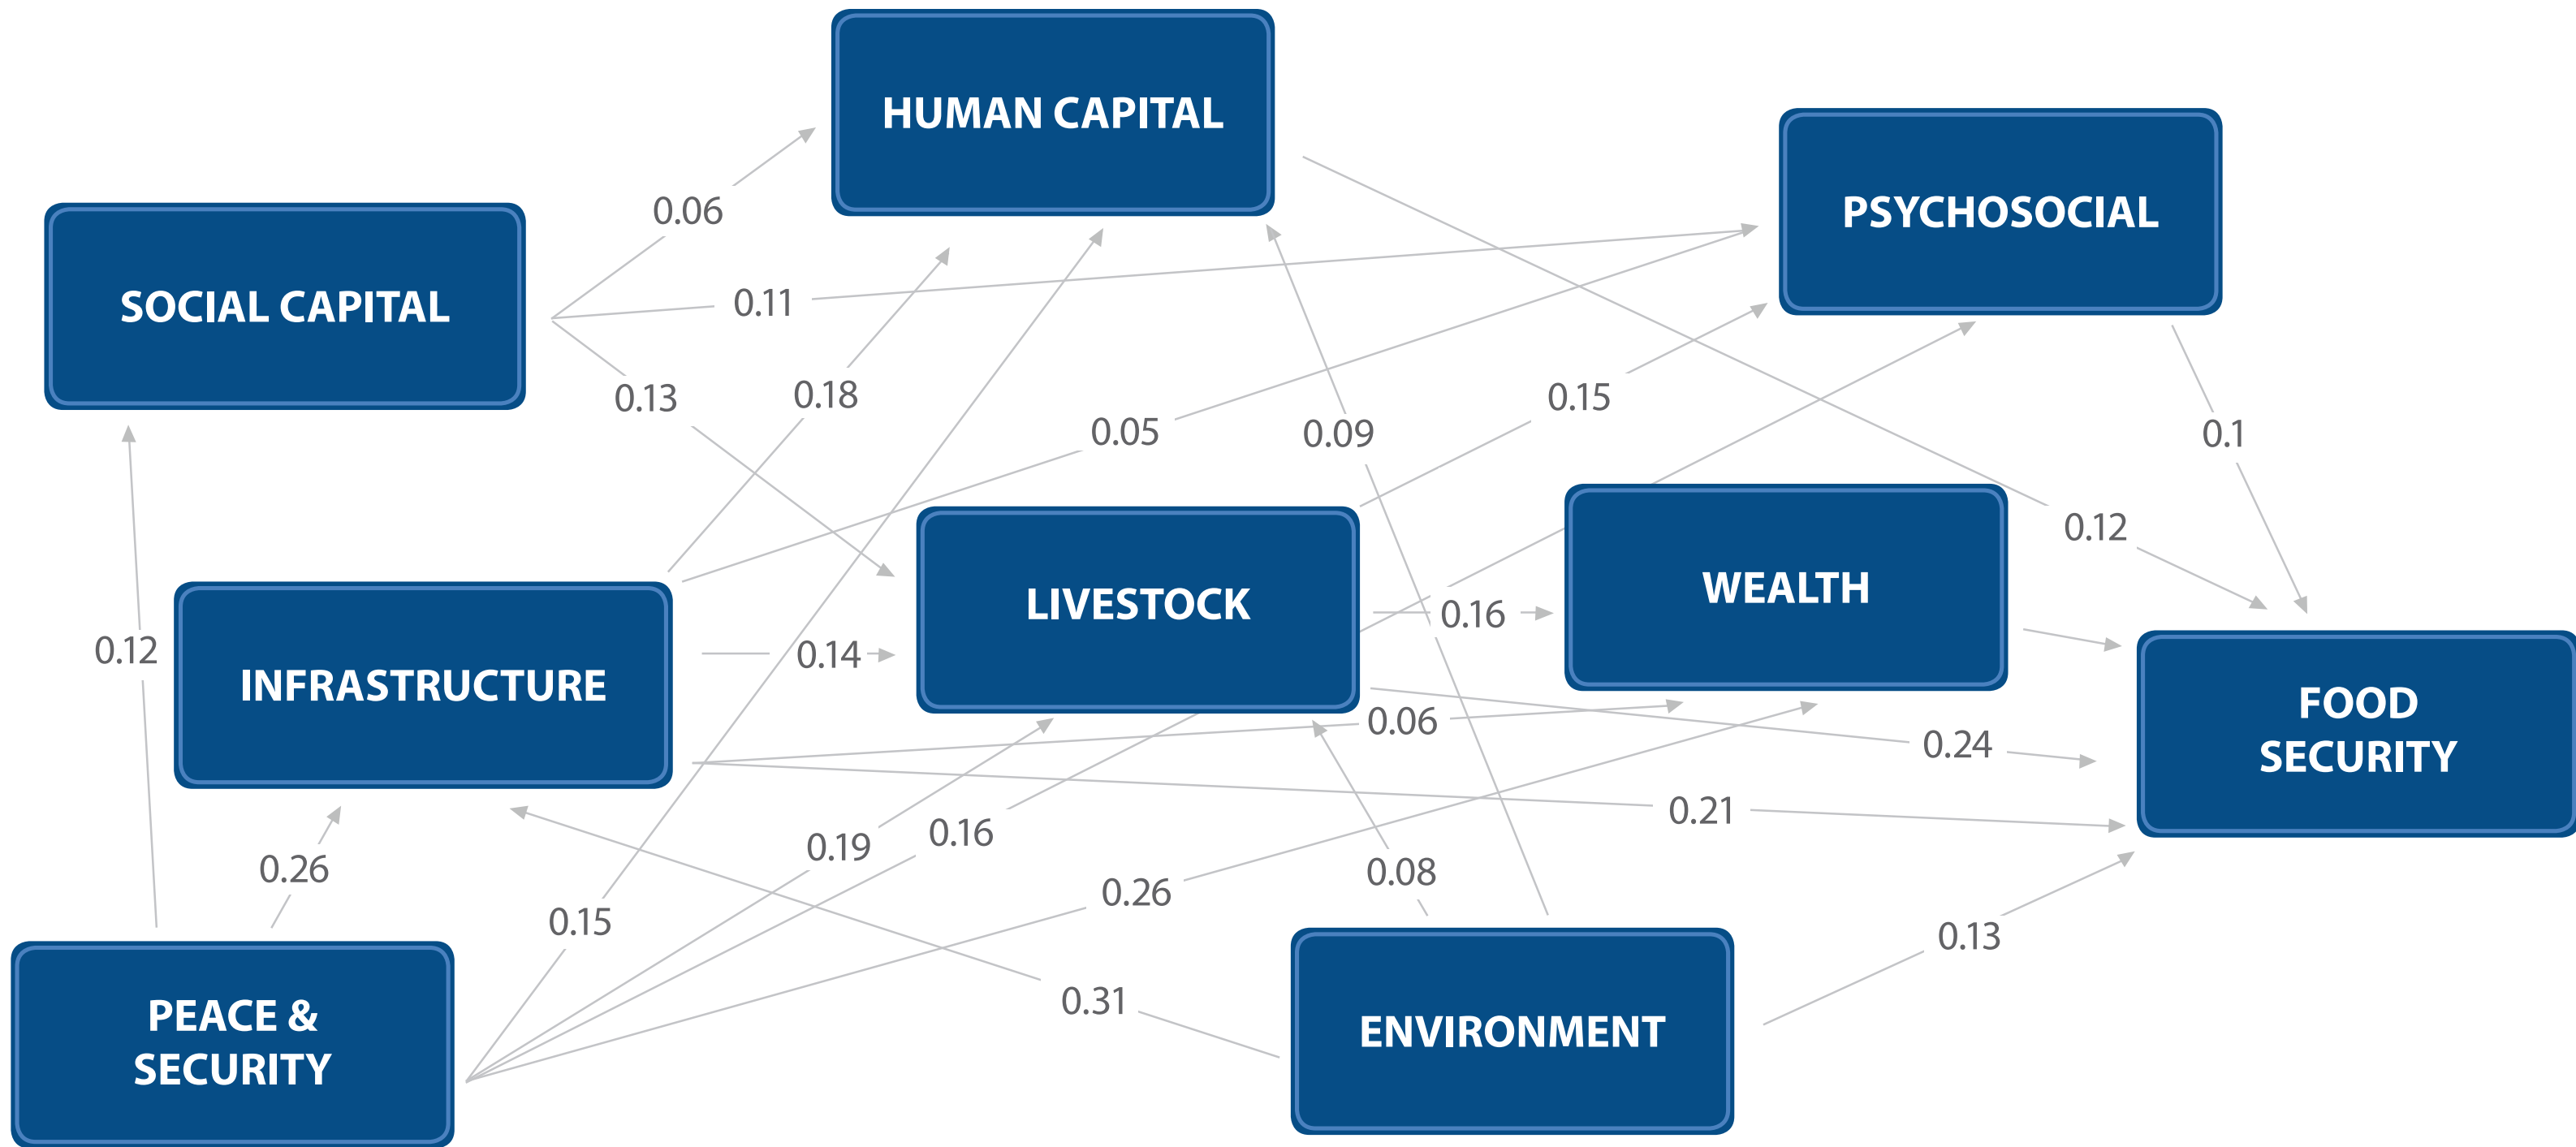 HUMAN CAPITAL
PSYCHOSOCIAL
0.06
SOCIAL CAPITAL
0.11
0.13
0.18
0.15
0.05
0.09
0.1
0.12
WEALTH
LIVESTOCK
0.16
0.12
0.14
INFRASTRUCTURE
FOOD
SECURITY
0.06
0.24
0.21
0.19
0.16
0.26
0.08
0.26
0.15
0.13
0.31
PEACE &
SECURITY
ENVIRONMENT